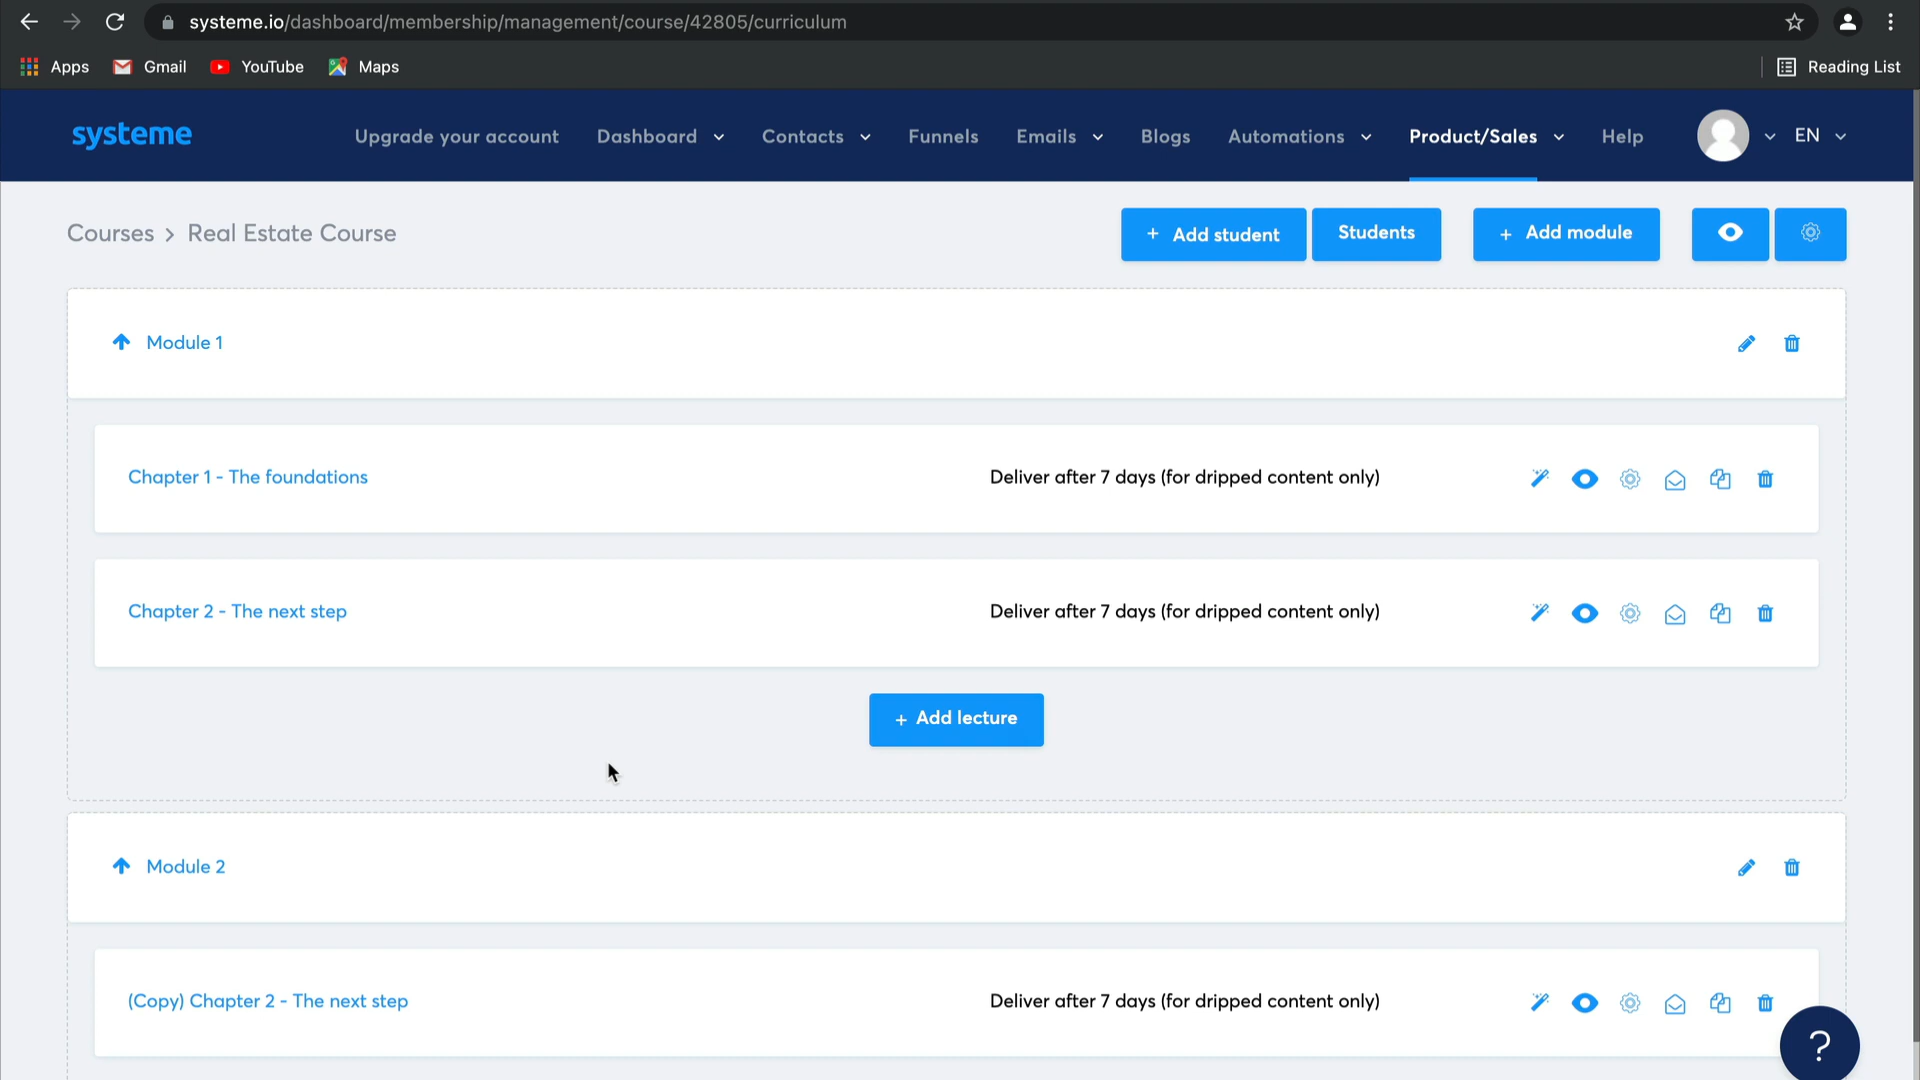 systeme.io/dashboard/membership/management/course/42805/curriculum
Apps Gmail YouTube Maps Reading List
systeme Upgrade your account Dashboard Contacts Funnels Emails Blogs Automations Product/Sales Help EN
Courses > Real Estate Course + Add student Students + Add module
Module 1
Chapter 1 - The foundations Deliver after 7 days (for dripped content only)
Chapter 2 - The next step Deliver after 7 days (for dripped content only)
+ Add lecture
Module 2
(Copy) Chapter 2 - The next step Deliver after 7 days (for dripped content only)
?